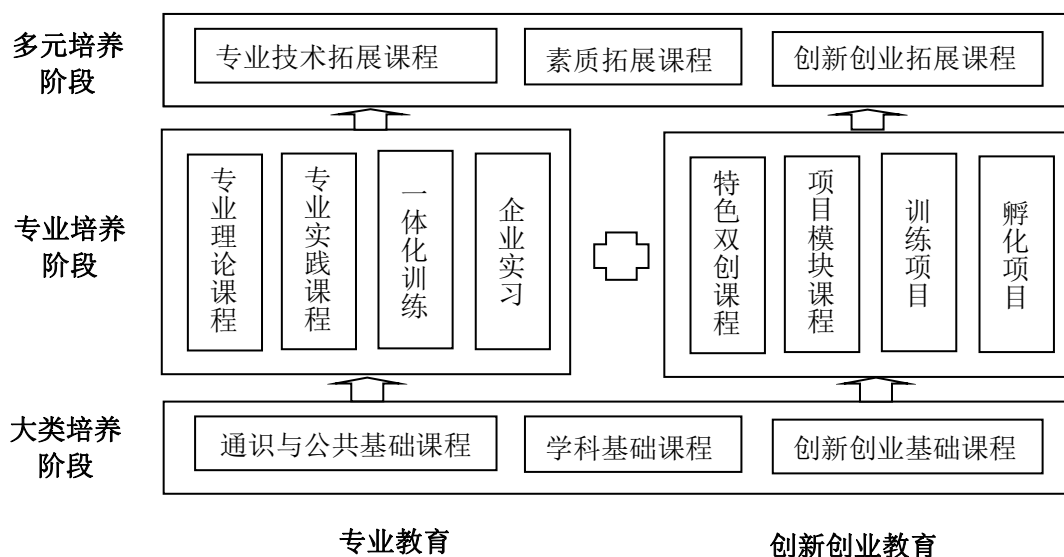 多元培养
阶段
专业技术拓展课程
素质拓展课程
创新创业拓展课程
专业培养
阶段
专业理论课程
专业实践课程
一体化训练
企业实习
特色双创课程
项目模块课程
训练项目
孵化项目
大类培养
阶段
通识与公共基础课程
学科基础课程
创新创业基础课程
专业教育
创新创业教育